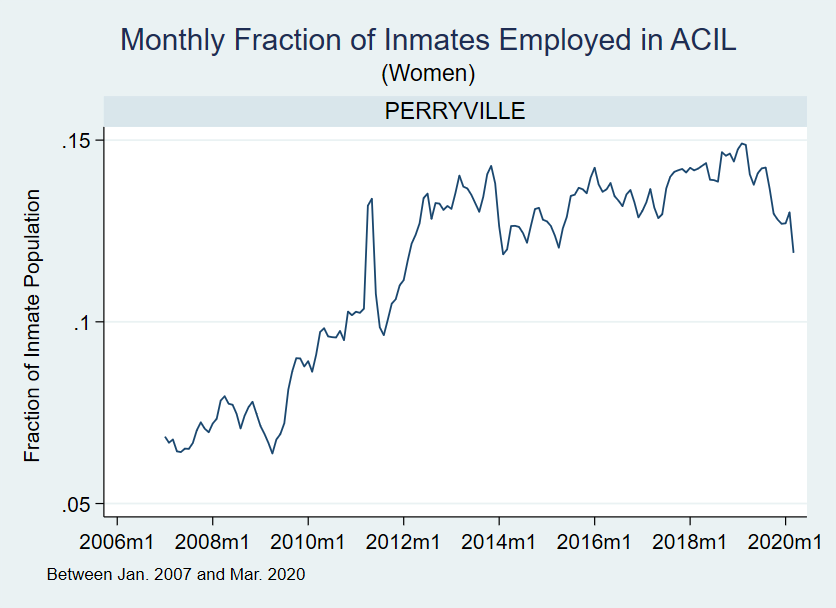 Monthly Fraction of Inmates Employed in ACIL
(Women)
PERRYVILLE
Fraction of Inmate Population
.15
.1
.05
2006m1 2008m1 2010m1 2012m1 2014m1 2016m1 2018m1 2020m1
Between Jan. 2007 and Mar. 2020